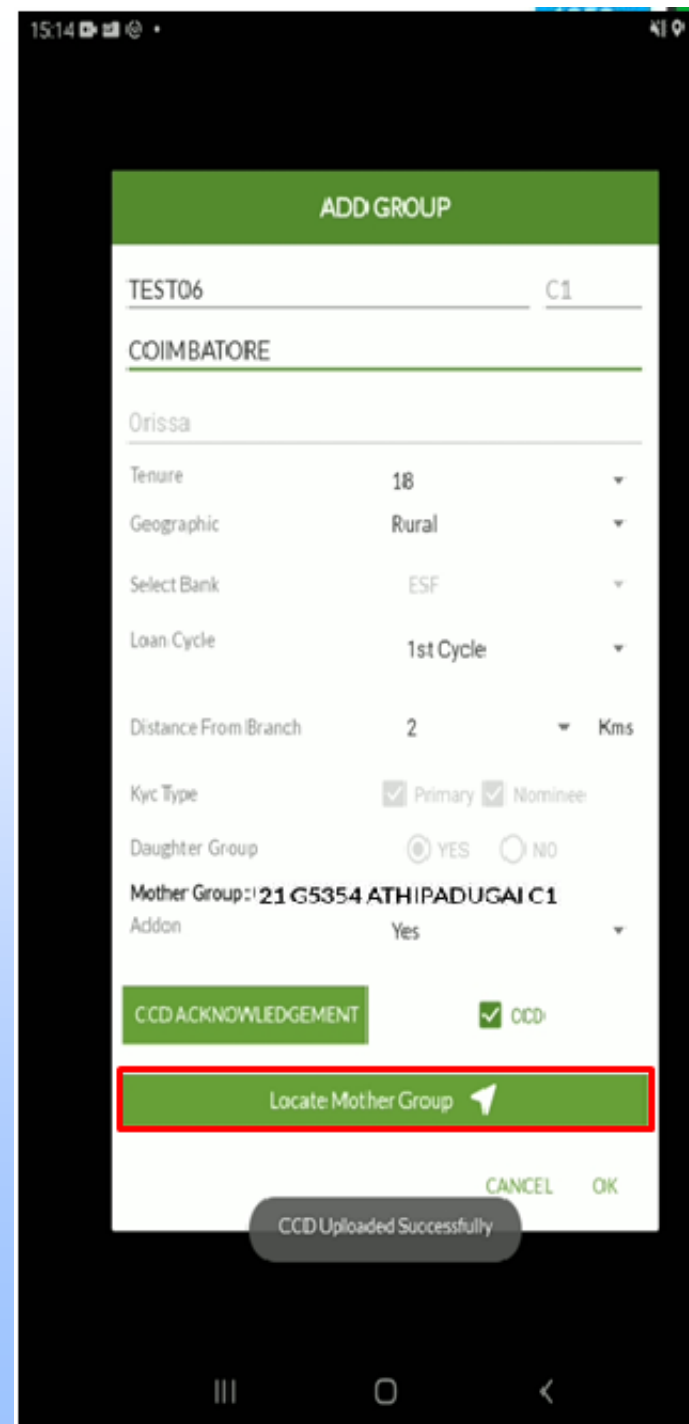 15:14
ADD GROUP
TEST06 C1
COIMBATORE
Orissa
Tenure 18
Geographic Rural
Select Bank ESF
Loan Cycle 1st Cycle
Distance From Branch 2 Kms
Kyc Type Primary Nominee
Daughter Group YES NO
Mother Group: 21 G5354 ATHIPADUGAI C1
Addon Yes
CCD ACKNOWLEDGEMENT CCD
Locate Mother Group
CANCEL OK
CCD Uploaded Successfully